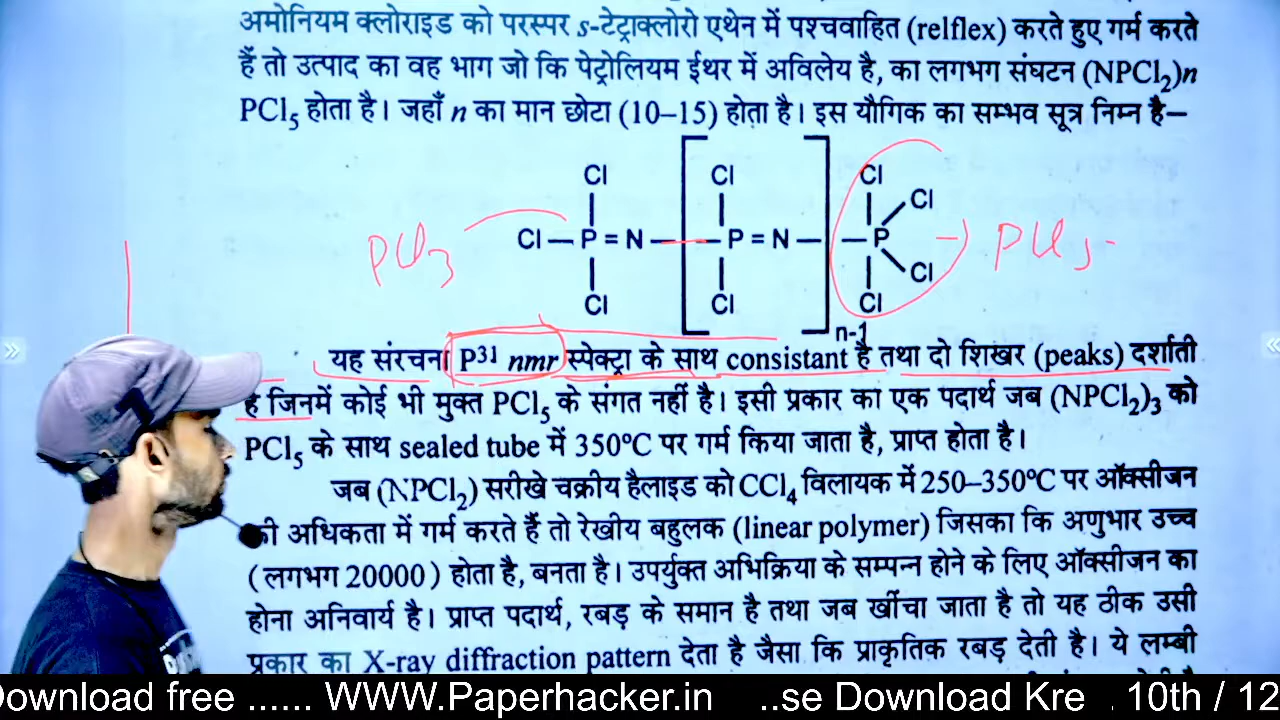 अमोनियम क्लोराइड को परस्पर s-टेट्राक्लोरो एथेन में पश्चवाहित (relflex) करते हुए गर्म करते
हैं तो उत्पाद का वह भाग जो कि पेट्रोलियम ईथर में अविलेय है, का लगभग संघटन (NPCl₂)n
PCl₅ होता है। जहाँ n का मान छोटा (10–15) होता है। इस यौगिक का सम्भव सूत्र निम्न है—
Cl Cl Cl
Cl
PCl₃ Cl—P=N— [ —P=N— ] —P → PCl₅
Cl
Cl Cl Cl
n-1
यह संरचना P³¹ nmr स्पेक्ट्रा के साथ consistant है तथा दो शिखर (peaks) दर्शाती
है जिनमें कोई भी मुक्त PCl₅ के संगत नहीं है। इसी प्रकार का एक पदार्थ जब (NPCl₂)₃ को
PCl₅ के साथ sealed tube में 350°C पर गर्म किया जाता है, प्राप्त होता है।
जब (NPCl₂) सरीखे चक्रीय हैलाइड को CCl₄ विलायक में 250–350°C पर ऑक्सीजन
की अधिकता में गर्म करते हैं तो रेखीय बहुलक (linear polymer) जिसका कि अणुभार उच्च
(लगभग 20000) होता है, बनता है। उपर्युक्त अभिक्रिया के सम्पन्न होने के लिए ऑक्सीजन का
होना अनिवार्य है। प्राप्त पदार्थ, रबड़ के समान है तथा जब खींचा जाता है तो यह ठीक उसी
प्रकार का X-ray diffraction pattern देता है जैसा कि प्राकृतिक रबड़ देती है। ये लम्बी
Download free ...... WWW.Paperhacker.in ..se Download Kre . 10th / 12